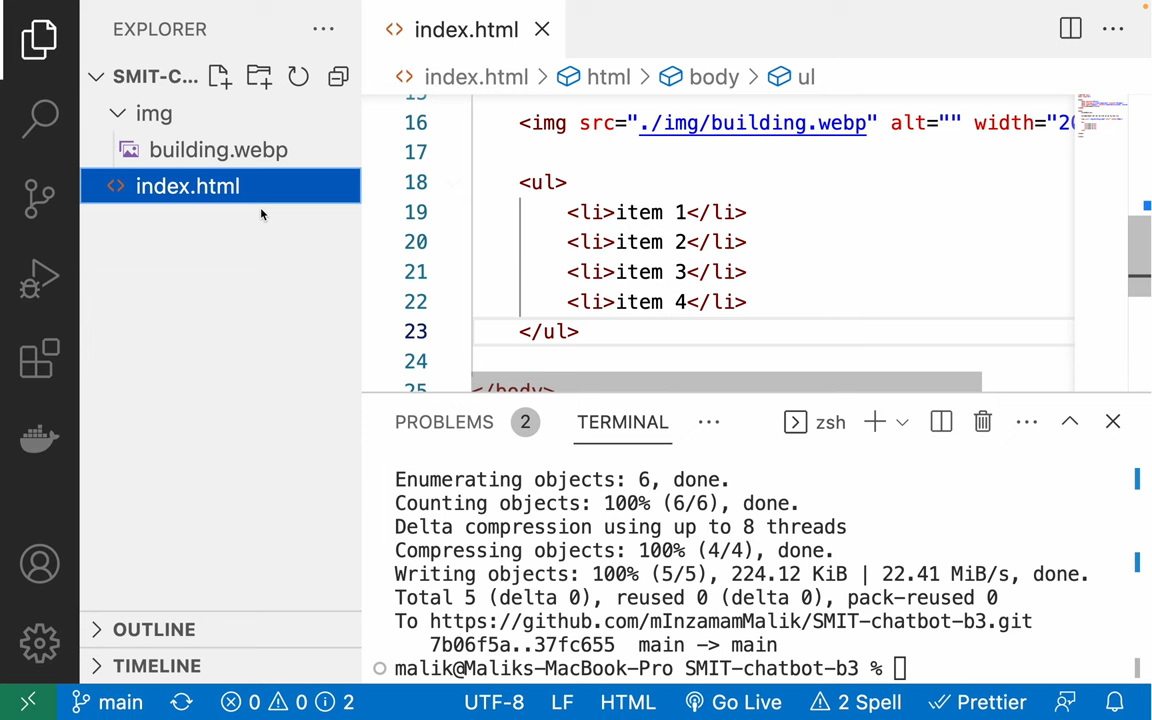 EXPLORER
index.html
SMIT-C...
index.html > html > body > ul
img
building.webp
index.html
15
16 <img src="./img/building.webp" alt="" width="20
17
18 <ul>
19 <li>item 1</li>
20 <li>item 2</li>
21 <li>item 3</li>
22 <li>item 4</li>
23 </ul>
24
25 </body>
PROBLEMS 2 TERMINAL zsh
Enumerating objects: 6, done.
Counting objects: 100% (6/6), done.
Delta compression using up to 8 threads
Compressing objects: 100% (4/4), done.
Writing objects: 100% (5/5), 224.12 KiB | 22.41 MiB/s, done.
Total 5 (delta 0), reused 0 (delta 0), pack-reused 0
To https://github.com/mInzamamMalik/SMIT-chatbot-b3.git
7b06f5a..37fc655 main -> main
malik@Maliks-MacBook-Pro SMIT-chatbot-b3 %
OUTLINE
TIMELINE
main 0 0 2 UTF-8 LF HTML Go Live 2 Spell Prettier